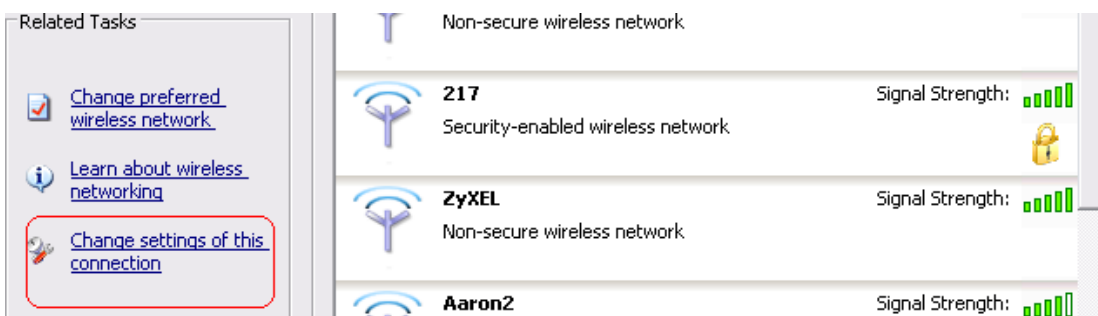 Related Tasks
Change preferred
wireless network
Learn about wireless
networking
Change settings of this
connection
Non-secure wireless network
217
Signal Strength:
Security-enabled wireless network
ZyXEL
Signal Strength:
Non-secure wireless network
Aaron2
Signal Strength: